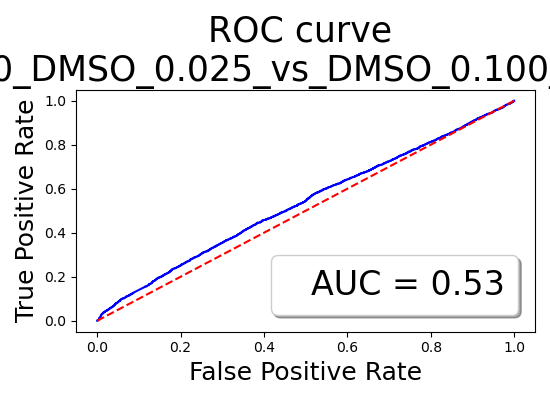 ROC curve
0_DMSO_0.025_vs_DMSO_0.100_
True Positive Rate
1.0
0.8
0.6
0.4
0.2
0.0
AUC = 0.53
0.0 0.2 0.4 0.6 0.8 1.0
False Positive Rate